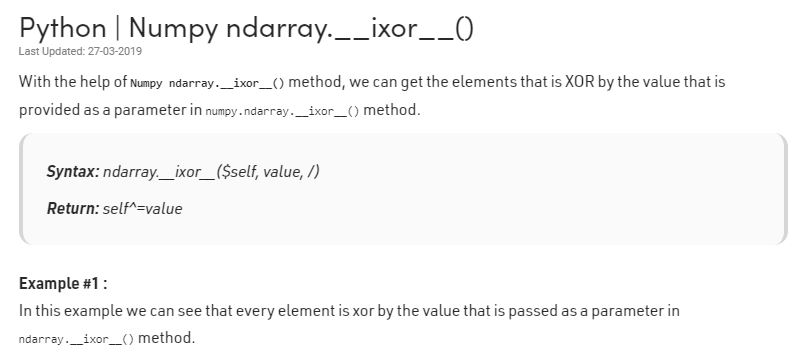 Python | Numpy ndarray.__ixor__()
Last Updated: 27-03-2019
With the help of Numpy ndarray.__ixor__() method, we can get the elements that is XOR by the value that is
provided as a parameter in numpy.ndarray.__ixor__() method.
Syntax: ndarray.__ixor__($self, value, /)
Return: self^=value
Example #1 :
In this example we can see that every element is xor by the value that is passed as a parameter in
ndarray.__ixor__() method.